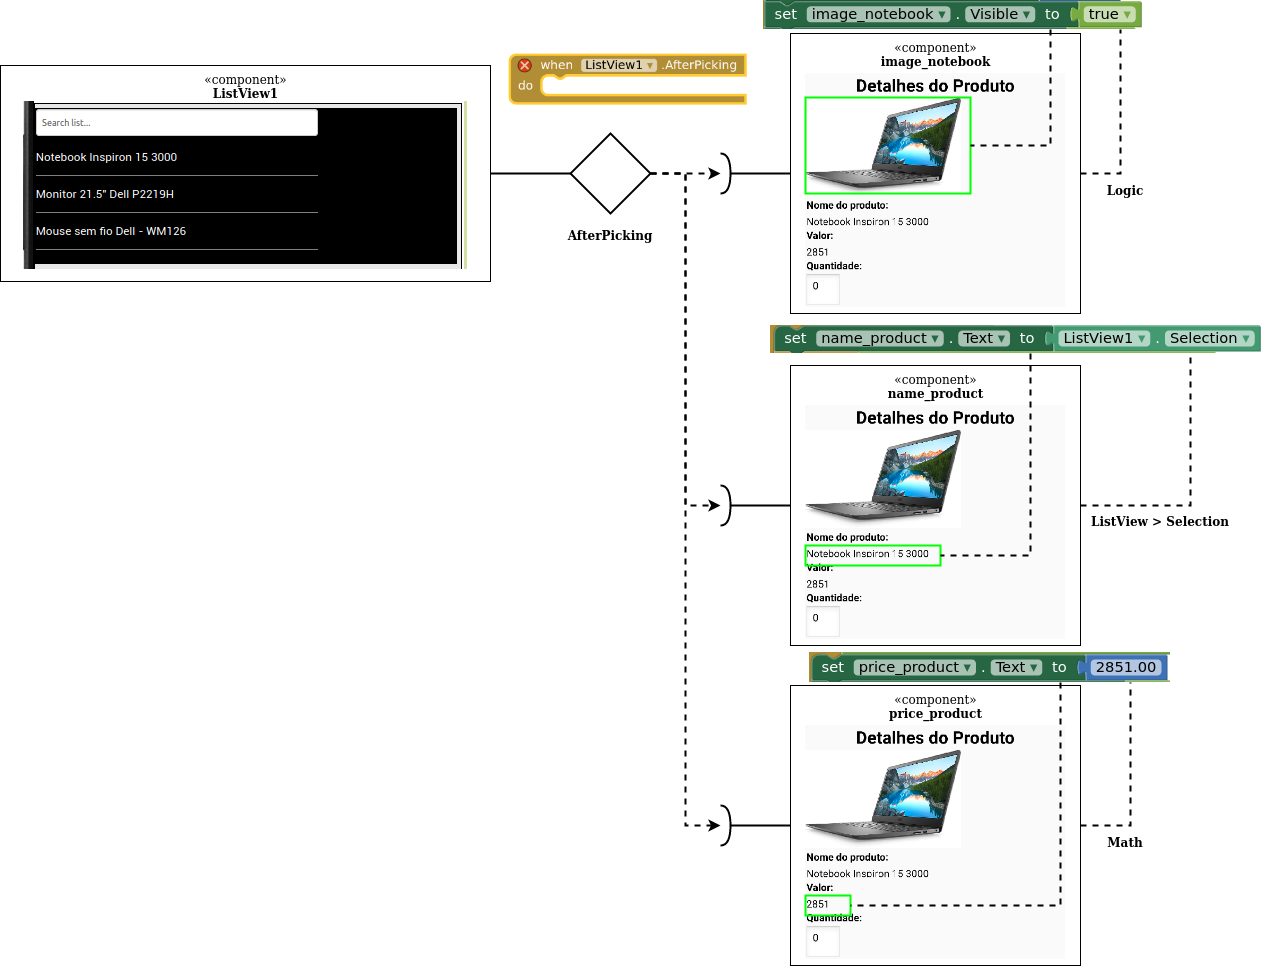 set image_notebook . Visible to true
«component»
ListView1
Search list...
Notebook Inspiron 15 3000
Monitor 21.5" Dell P2219H
Mouse sem fio Dell - WM126
when ListView1 .AfterPicking
do
AfterPicking
«component»
image_notebook
Detalhes do Produto
Nome do produto:
Notebook Inspiron 15 3000
Valor:
2851
Quantidade:
0
Logic
set name_product . Text to ListView1 . Selection
«component»
name_product
Detalhes do Produto
Nome do produto:
Notebook Inspiron 15 3000
Valor:
2851
Quantidade:
0
ListView > Selection
set price_product . Text to 2851.00
«component»
price_product
Detalhes do Produto
Nome do produto:
Notebook Inspiron 15 3000
Valor:
2851
Quantidade:
0
Math